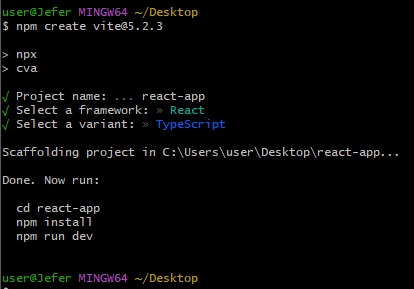 user@Jefer MINGW64 ~/Desktop
$ npm create vite@5.2.3

> npx
> cva

√ Project name: ... react-app
√ Select a framework: » React
√ Select a variant: » TypeScript

Scaffolding project in C:\Users\user\Desktop\react-app...

Done. Now run:

  cd react-app
  npm install
  npm run dev

user@Jefer MINGW64 ~/Desktop